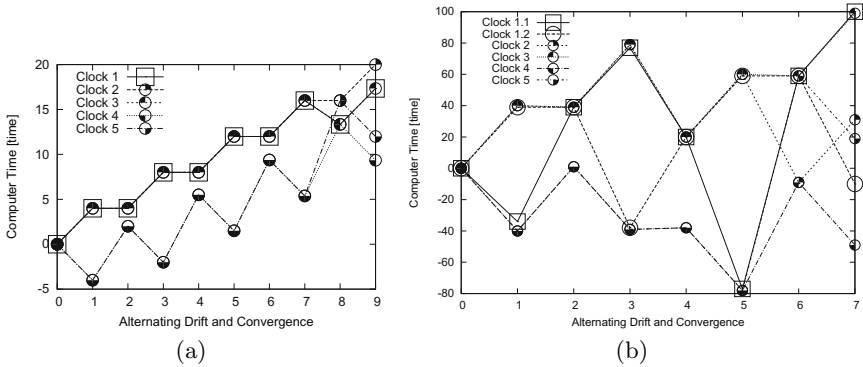 Clock 1
Clock 2
Clock 3
Clock 4
Clock 5
20
15
10
5
0
-5
0 1 2 3 4 5 6 7 8 9
Computer Time [time]
Alternating Drift and Convergence
(a)
Clock 1.1
Clock 1.2
Clock 2
Clock 3
Clock 4
Clock 5
100
80
60
40
20
0
-20
-40
-60
-80
0 1 2 3 4 5 6 7
Computer Time [time]
Alternating Drift and Convergence
(b)